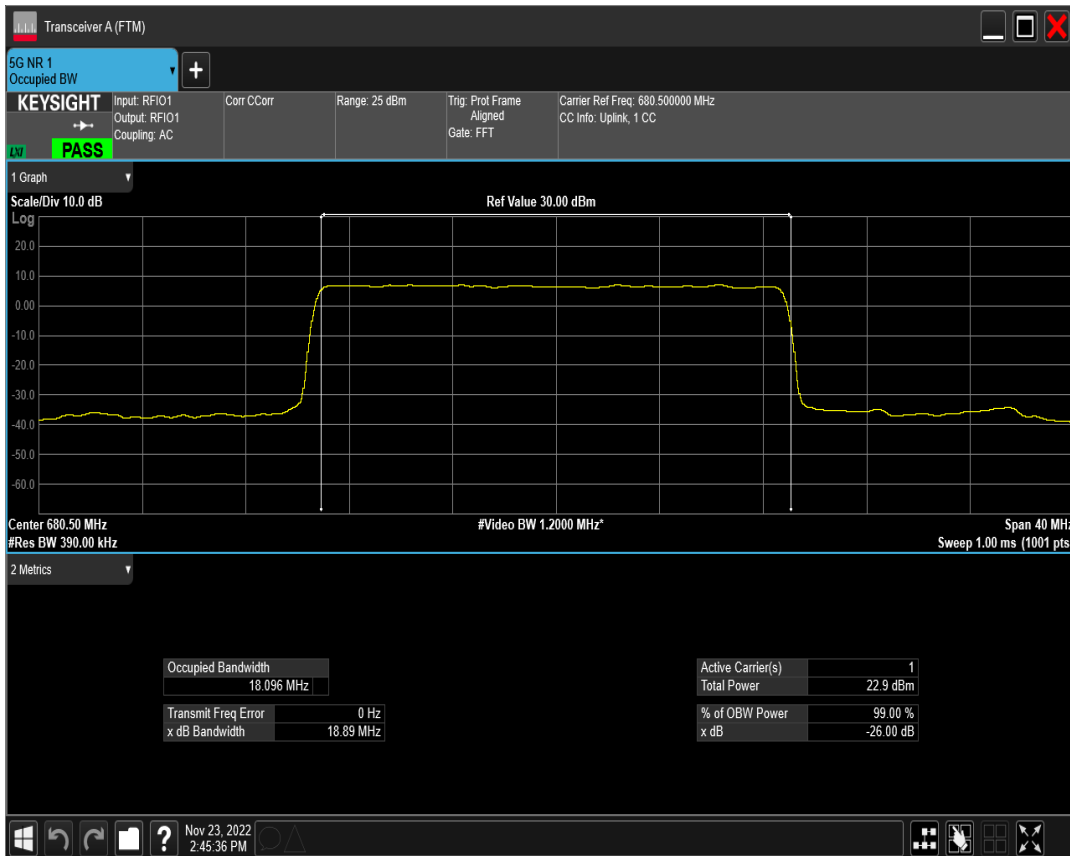 Transceiver A (FTM)
5G NR 1
Occupied BW
KEYSIGHT
LXI
PASS
Input: RFIO1
Output: RFIO1
Coupling: AC
Corr CCorr
Range: 25 dBm
Trig: Prot Frame
Aligned
Gate: FFT
Carrier Ref Freq: 680.500000 MHz
CC Info: Uplink, 1 CC
1 Graph
Scale/Div 10.0 dB
Ref Value 30.00 dBm
Log
20.0
10.0
0.00
-10.0
-20.0
-30.0
-40.0
-50.0
-60.0
Center 680.50 MHz
#Video BW 1.2000 MHz*
Span 40 MHz
#Res BW 390.00 kHz
Sweep 1.00 ms (1001 pts
2 Metrics
Occupied Bandwidth
18.096 MHz
Transmit Freq Error 0 Hz
x dB Bandwidth 18.89 MHz
Active Carrier(s) 1
Total Power 22.9 dBm
% of OBW Power 99.00 %
x dB -26.00 dB
?
Nov 23, 2022
2:45:36 PM